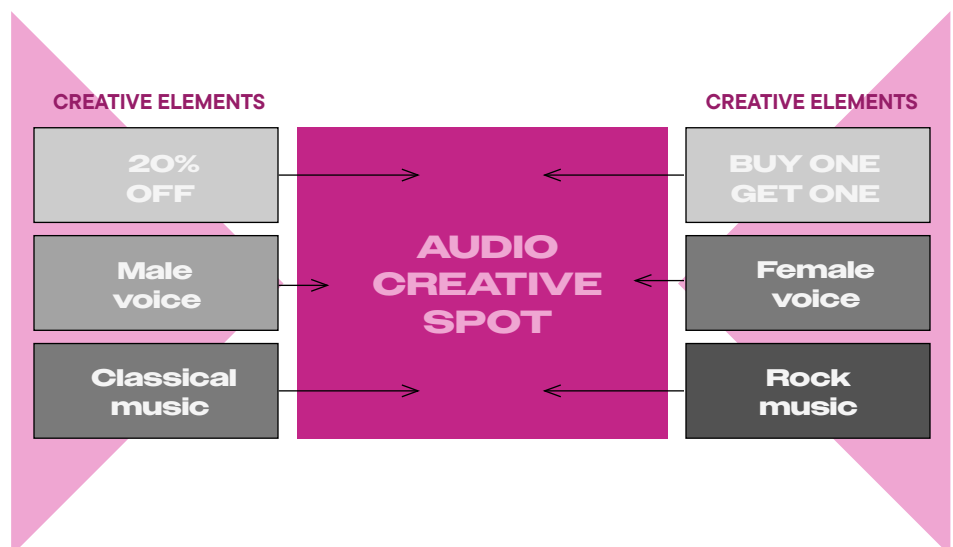 CREATIVE ELEMENTS
20%
OFF
Male
voice
Classical
music
AUDIO
CREATIVE
SPOT
CREATIVE ELEMENTS
BUY ONE
GET ONE
Female
voice
Rock
music